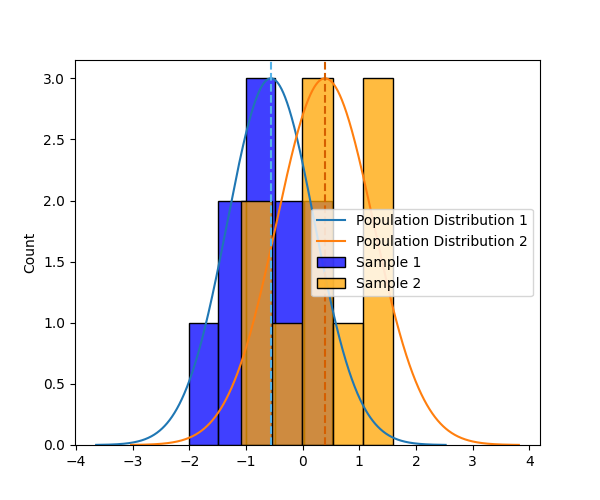 3.0
2.5
2.0
1.5
1.0
0.5
0.0
Count
Population Distribution 1
Population Distribution 2
Sample 1
Sample 2
−4 −3 −2 −1 0 1 2 3 4